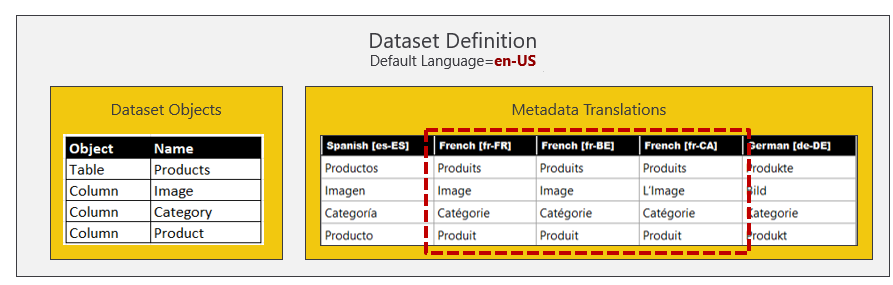 Dataset Definition
Default Language=en-US
Dataset Objects
Object Name
Table Products
Column Image
Column Category
Column Product
Metadata Translations
Spanish [es-ES] French [fr-FR] French [fr-BE] French [fr-CA] German [de-DE]
Productos Produits Produits Produits Produkte
Imagen Image Image L'Image Bild
Categoría Catégorie Catégorie Catégorie Kategorie
Producto Produit Produit Produit Produkt